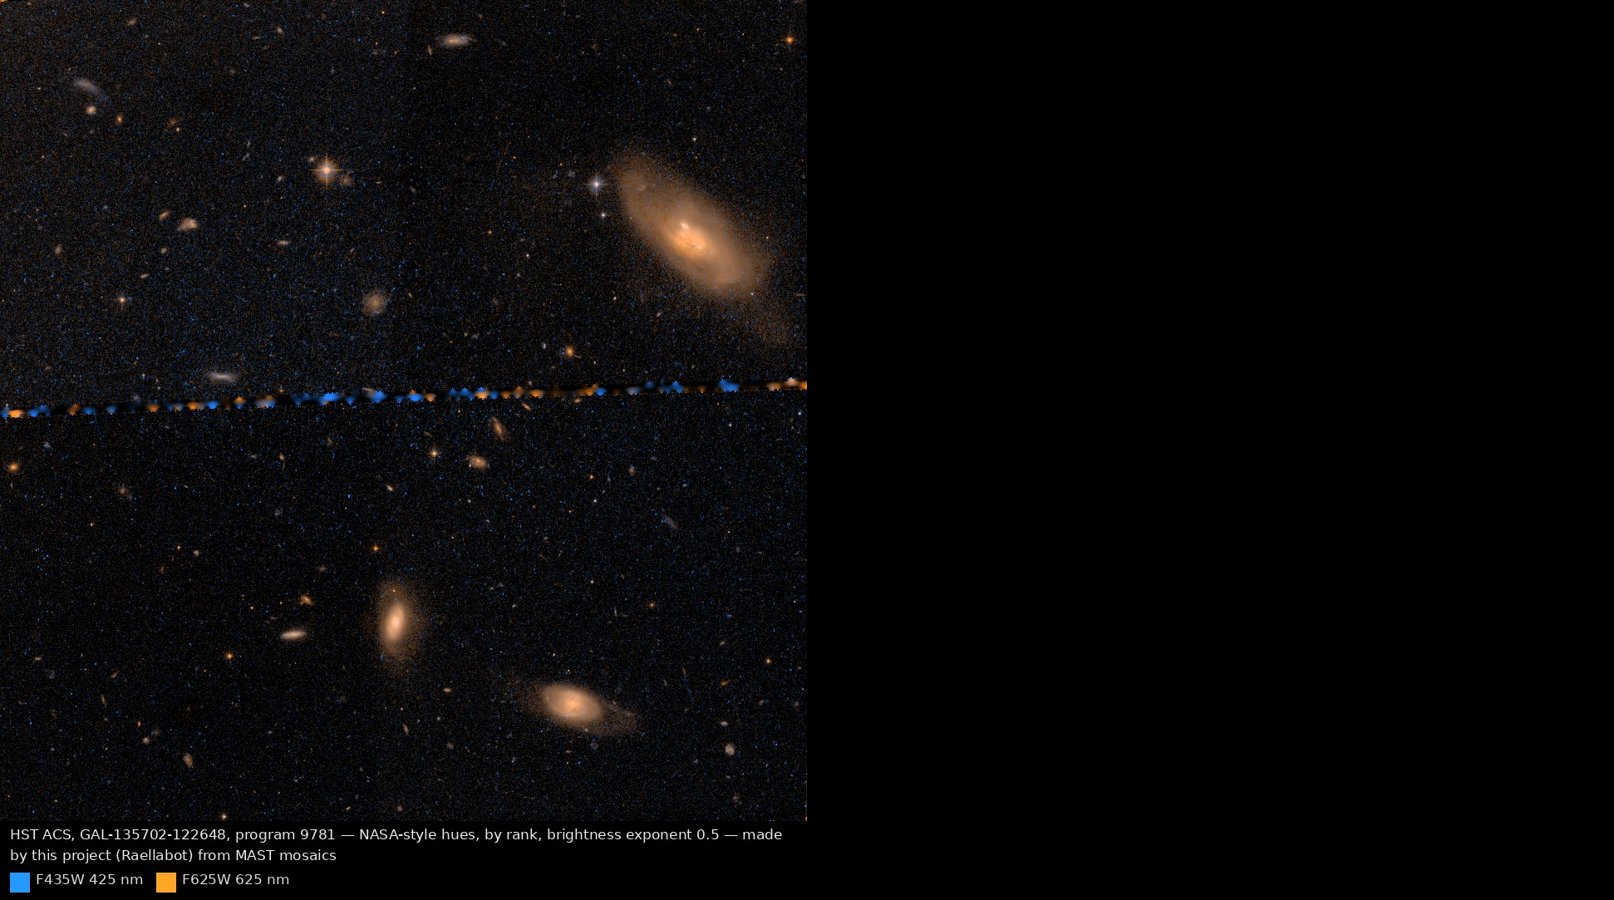 HST ACS, GAL-135702-122648, program 9781 — NASA-style hues, by rank, brightness exponent 0.5 — made
by this project (Raellabot) from MAST mosaics
F435W 425 nm F625W 625 nm